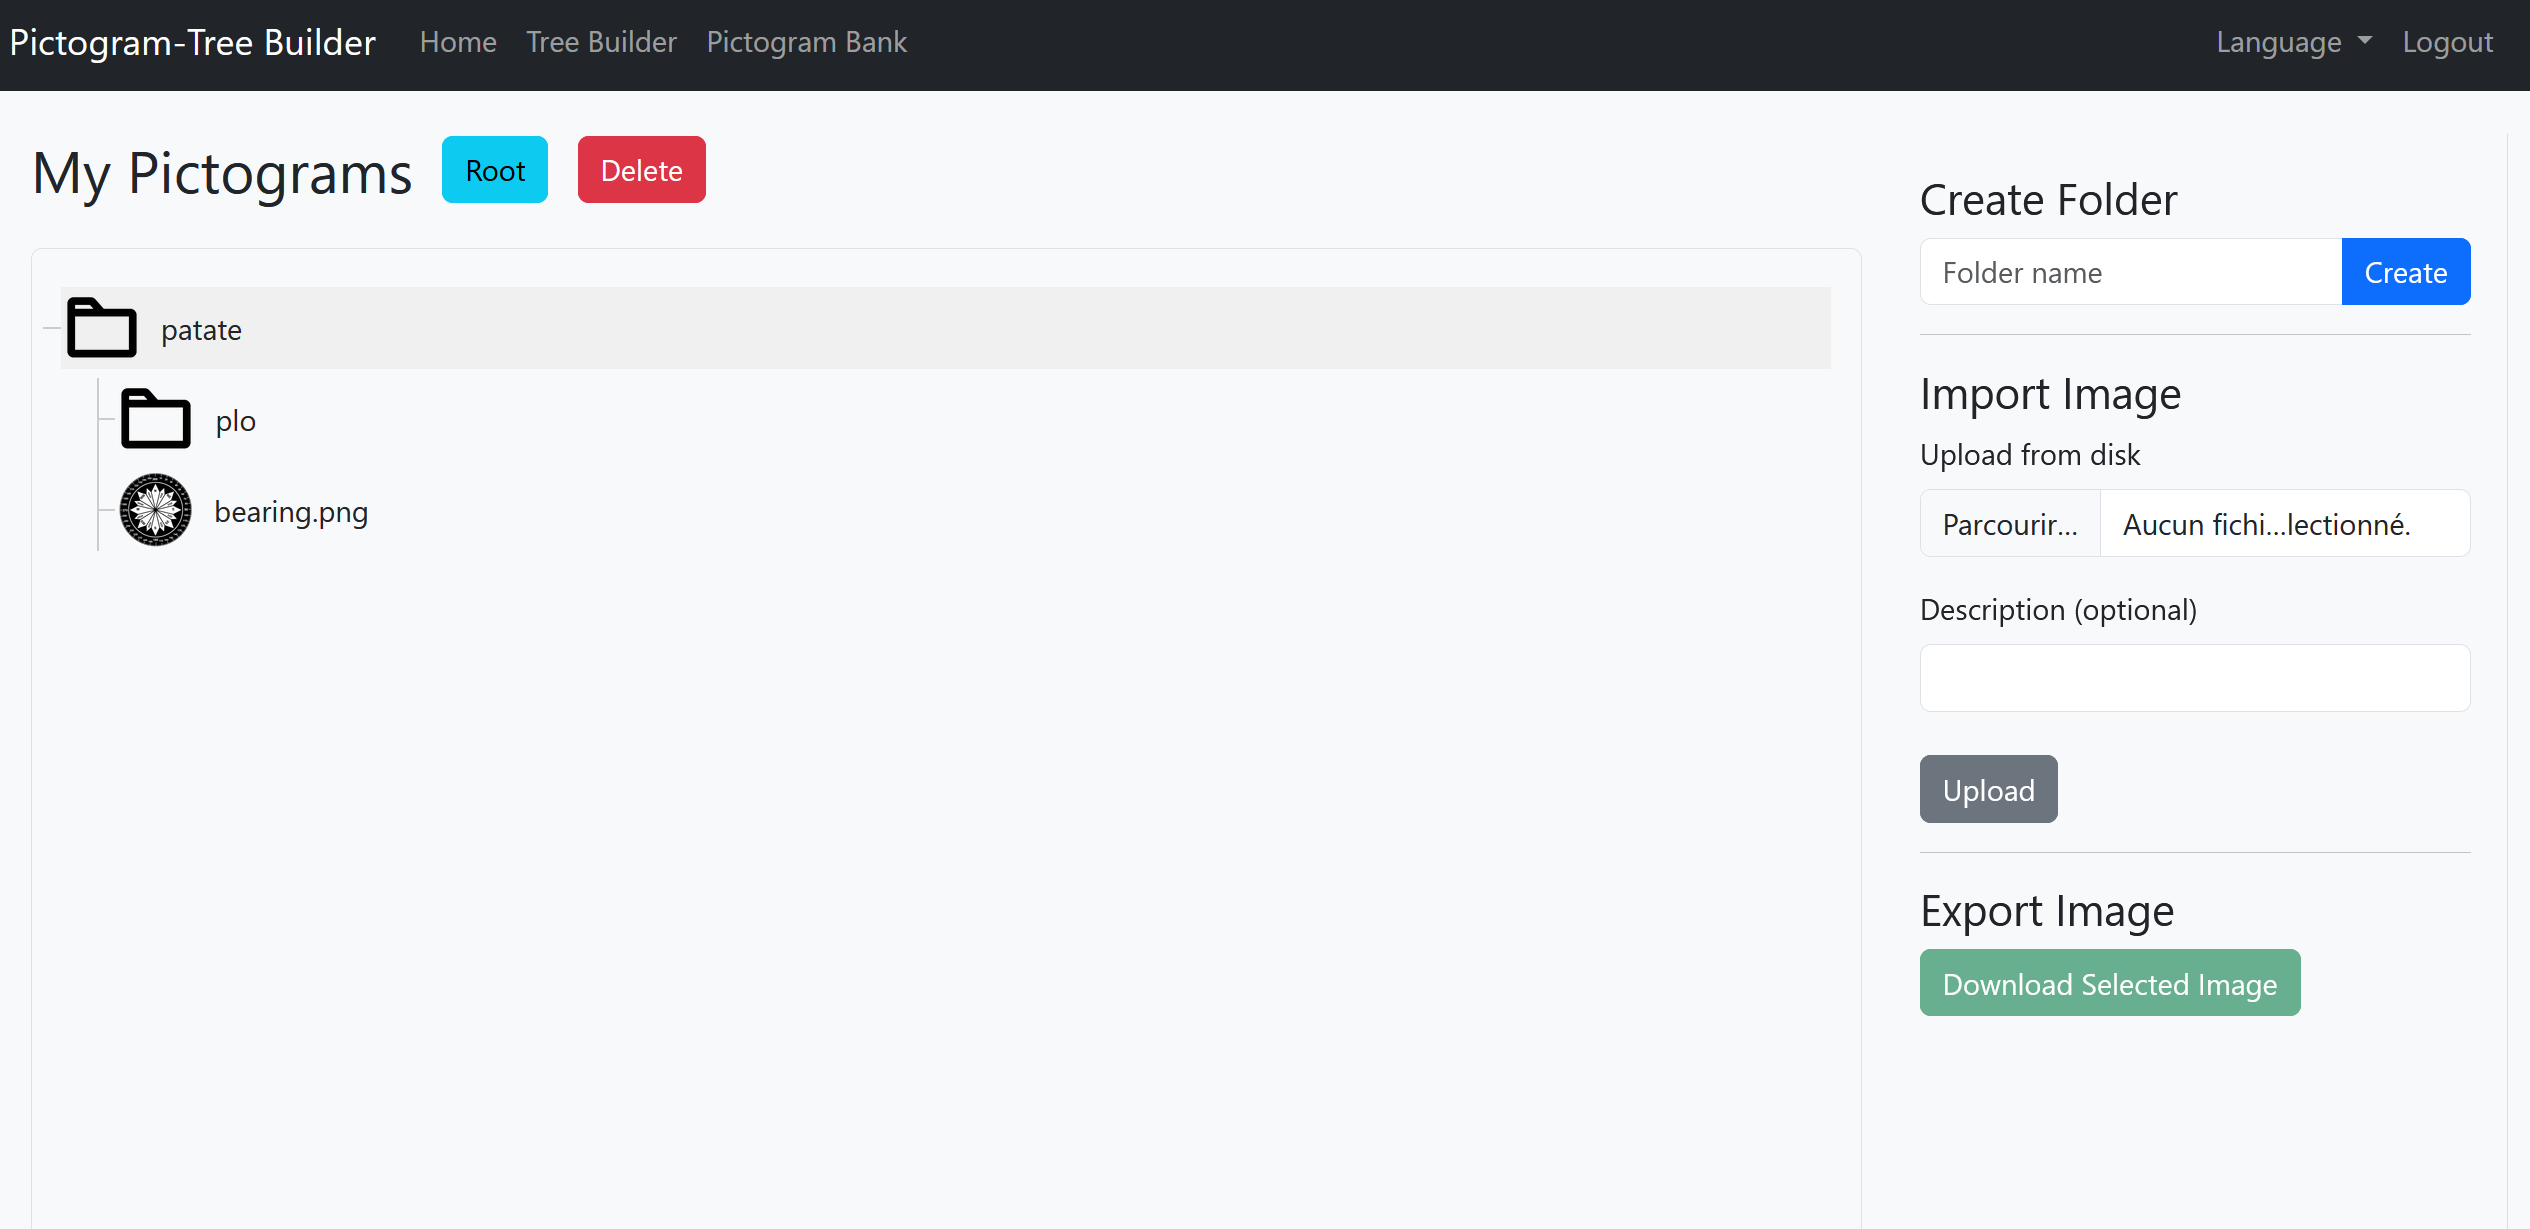 Pictogram-Tree Builder Home Tree Builder Pictogram Bank Language Logout
My Pictograms Root Delete
patate
plo
bearing.png
Create Folder
Folder name Create
Import Image
Upload from disk
Parcourir... Aucun fichi...lectionné.
Description (optional)
Upload
Export Image
Download Selected Image